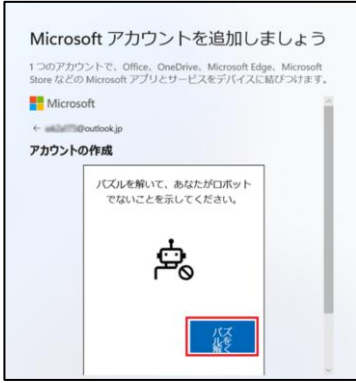 Microsoft アカウントを追加しましょう
1 つのアカウントで、Office、OneDrive、Microsoft Edge、Microsoft
Store などの Microsoft アプリとサービスをデバイスに結びつけます。
Microsoft
← @outlook.jp
アカウントの作成
パズルを解いて、あなたがロボット
でないことを示してください。
パズ
ルを
解く